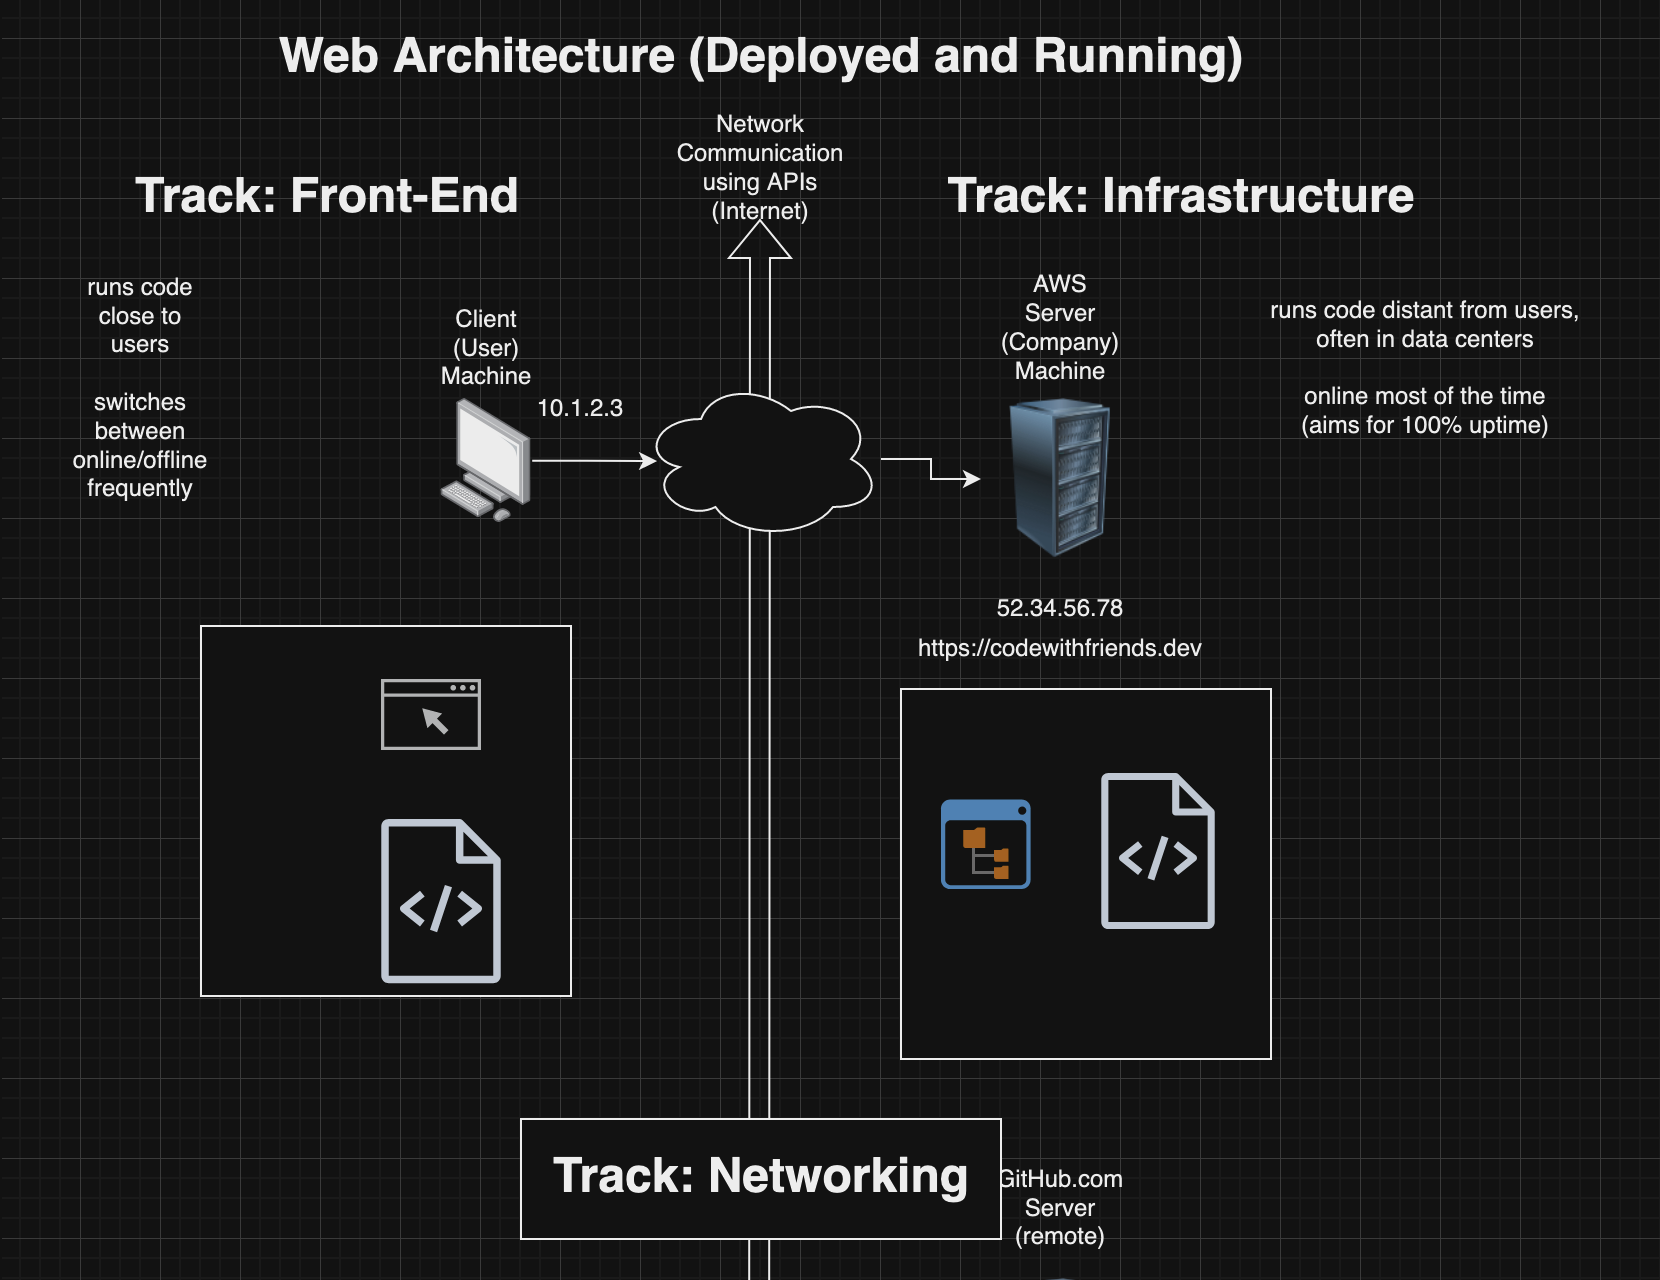 Web Architecture (Deployed and Running)
Network
Communication
using APIs
(Internet)
Track: Front-End
Track: Infrastructure
runs code
close to
users
switches
between
online/offline
frequently
Client
(User)
Machine
10.1.2.3
AWS
Server
(Company)
Machine
runs code distant from users,
often in data centers
online most of the time
(aims for 100% uptime)
52.34.56.78
https://codewithfriends.dev
</>
</>
Track: Networking
GitHub.com
Server
(remote)